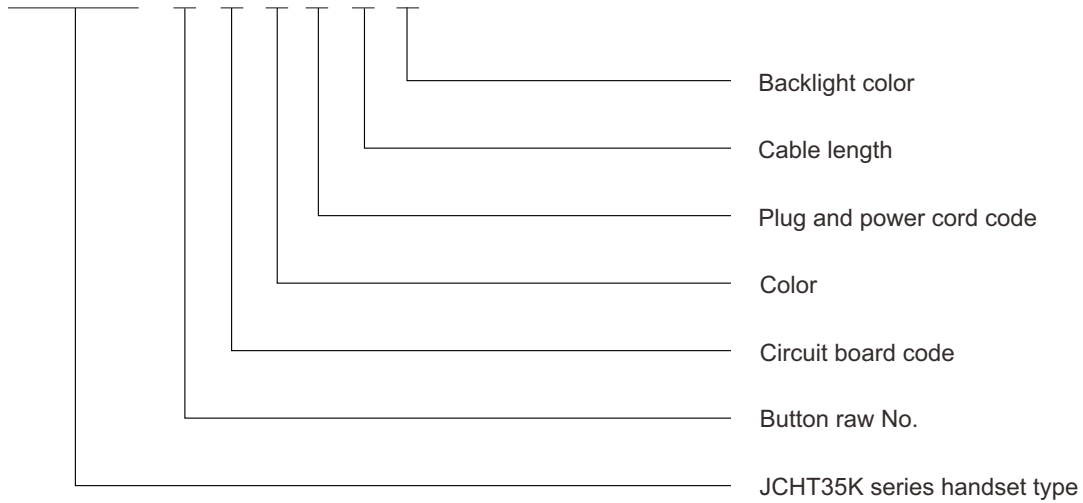 Backlight color
Cable length
Plug and power cord code
Color
Circuit board code
Button raw No.
JCHT35K series handset type